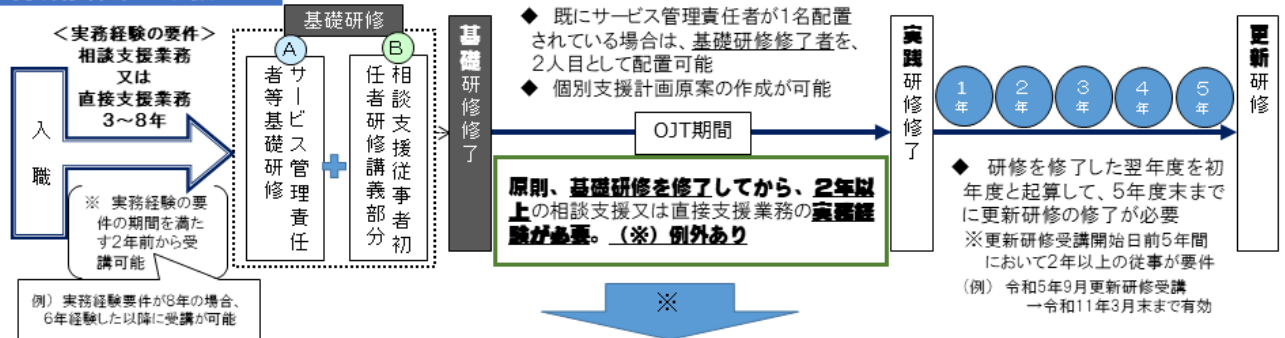 <実務経験の要件>
相談支援業務
又は
直接支援業務
3~8年
入職
※ 実務経験の要
件の期間を満た
す2年前から受
講可能
例) 実務経験要件が8年の場合、
6年経験した以降に受講が可能
基礎研修
A
サービス管理責任
者等基礎研修
B
相談支援従事者初
任者研修講義部分
基礎研修修了
◆ 既にサービス管理責任者が1名配置
されている場合は、基礎研修修了者を、
2人目として配置可能
◆ 個別支援計画原案の作成が可能
OJT期間
原則、基礎研修を修了してから、2年以
上の相談支援又は直接支援業務の実務経
験が必要。(※)例外あり
※
実践研修修了
1年
2年
3年
4年
5年
◆ 研修を修了した翌年度を初
年度と起算して、5年度末まで
に更新研修の修了が必要
※更新研修受講開始日前5年間
において2年以上の従事が要件
(例) 令和5年9月更新研修受講
→令和11年3月末まで有効
更新研修